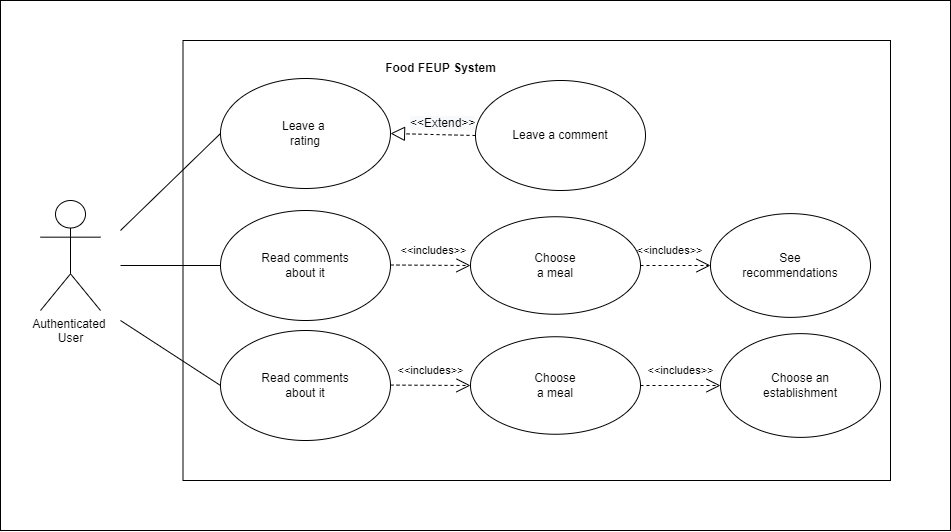 Food FEUP System
Leave a
rating
<<Extend>>
Leave a comment
Read comments
about it
<<includes>>
Choose
a meal
<<includes>>
See
recommendations
Authenticated
User
Read comments
about it
<<includes>>
Choose
a meal
<<includes>>
Choose an
establishment